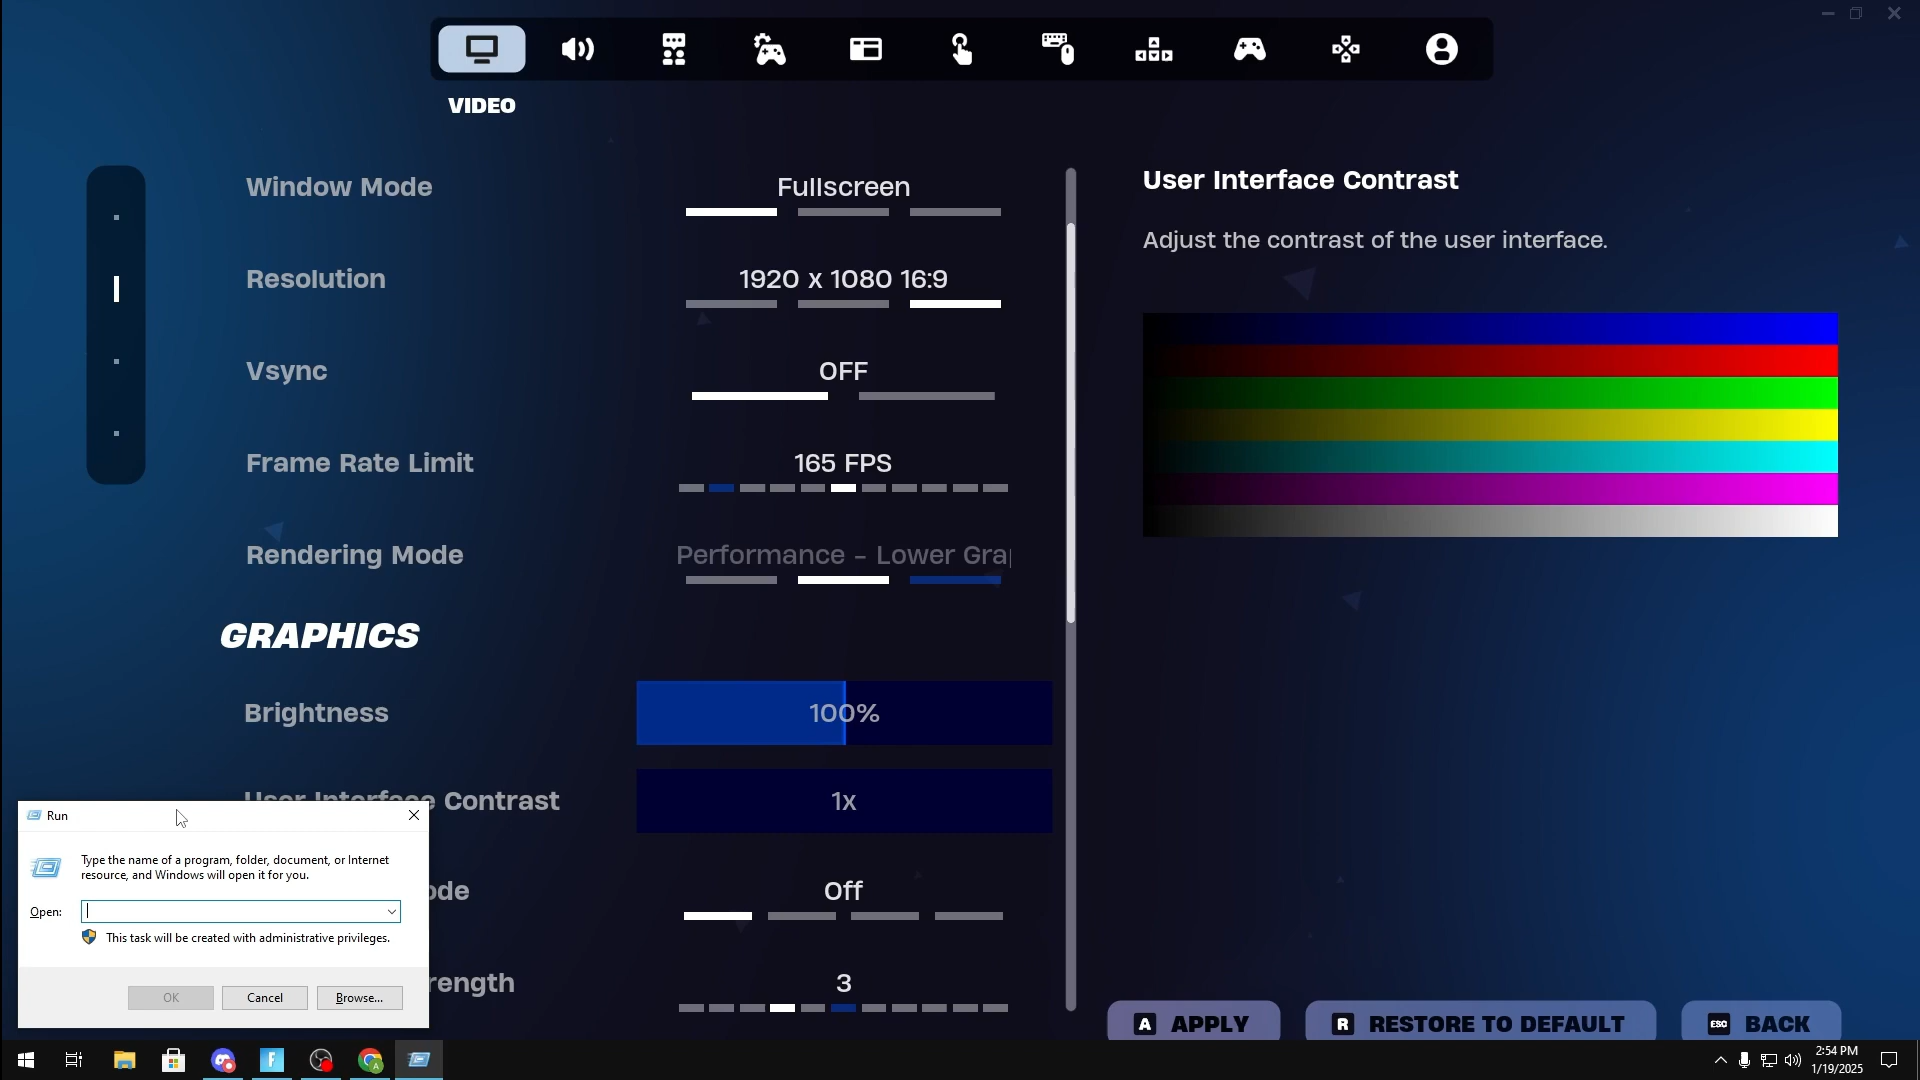 VIDEO
Window Mode
Fullscreen
Resolution
1920 x 1080 16:9
Vsync
OFF
Frame Rate Limit
165 FPS
Rendering Mode
Performance - Lower
GRAPHICS
Brightness
100%
User Interface Contrast
1x
Off
3
User Interface Contrast
Adjust the contrast of the user interface.
A APPLY
R RESTORE TO DEFAULT
ESC BACK
Run
Type the name of a program, folder, document, or Internet
resource, and Windows will open it for you.
Open:
This task will be created with administrative privileges.
OK
Cancel
Browse...
2:54 PM
1/19/2025